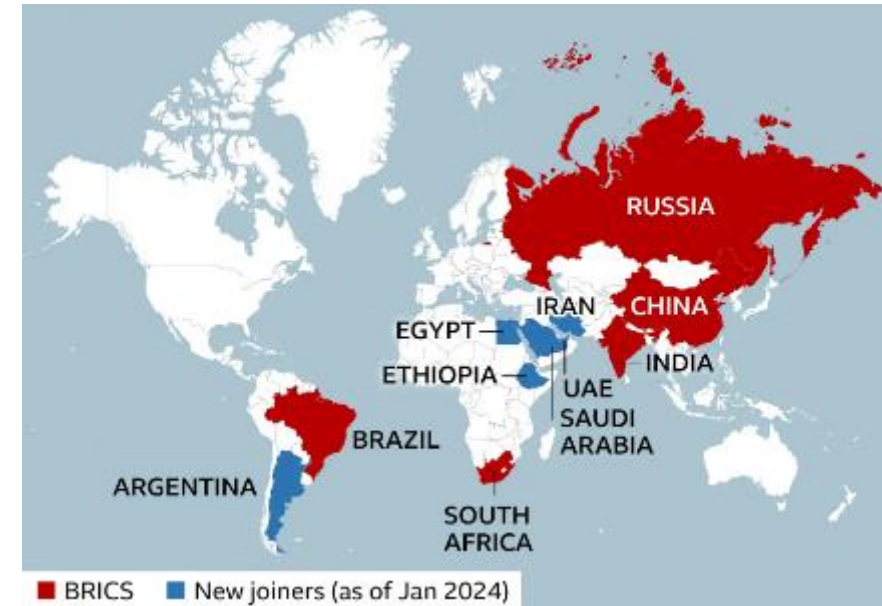 RUSSIA
IRAN
CHINA
EGYPT
INDIA
ETHIOPIA
UAE
SAUDI
ARABIA
BRAZIL
ARGENTINA
SOUTH
AFRICA
BRICS
New joiners (as of Jan 2024)